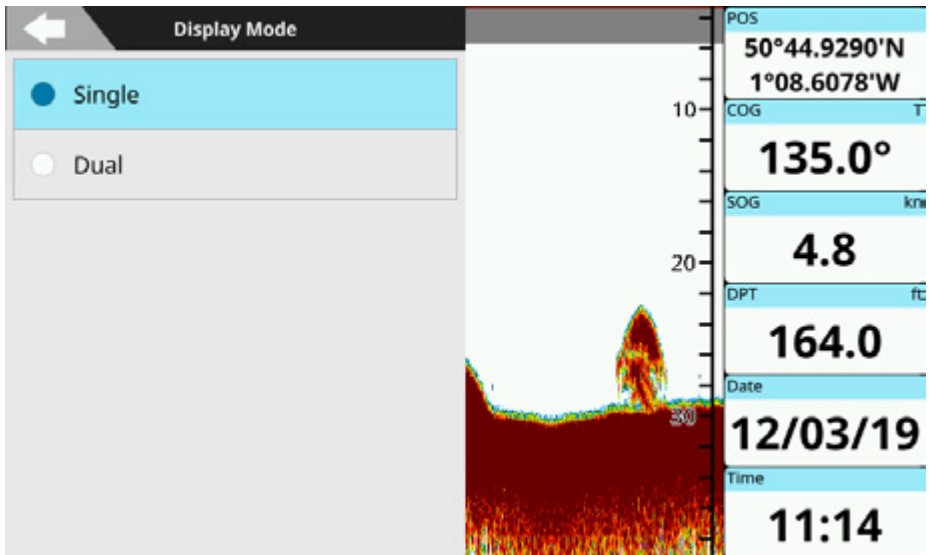 Display Mode
Single
Dual
10
20
30
POS
50°44.9290'N
1°08.6078'W
COG T
135.0°
SOG kn
4.8
DPT ft
164.0
Date
12/03/19
Time
11:14